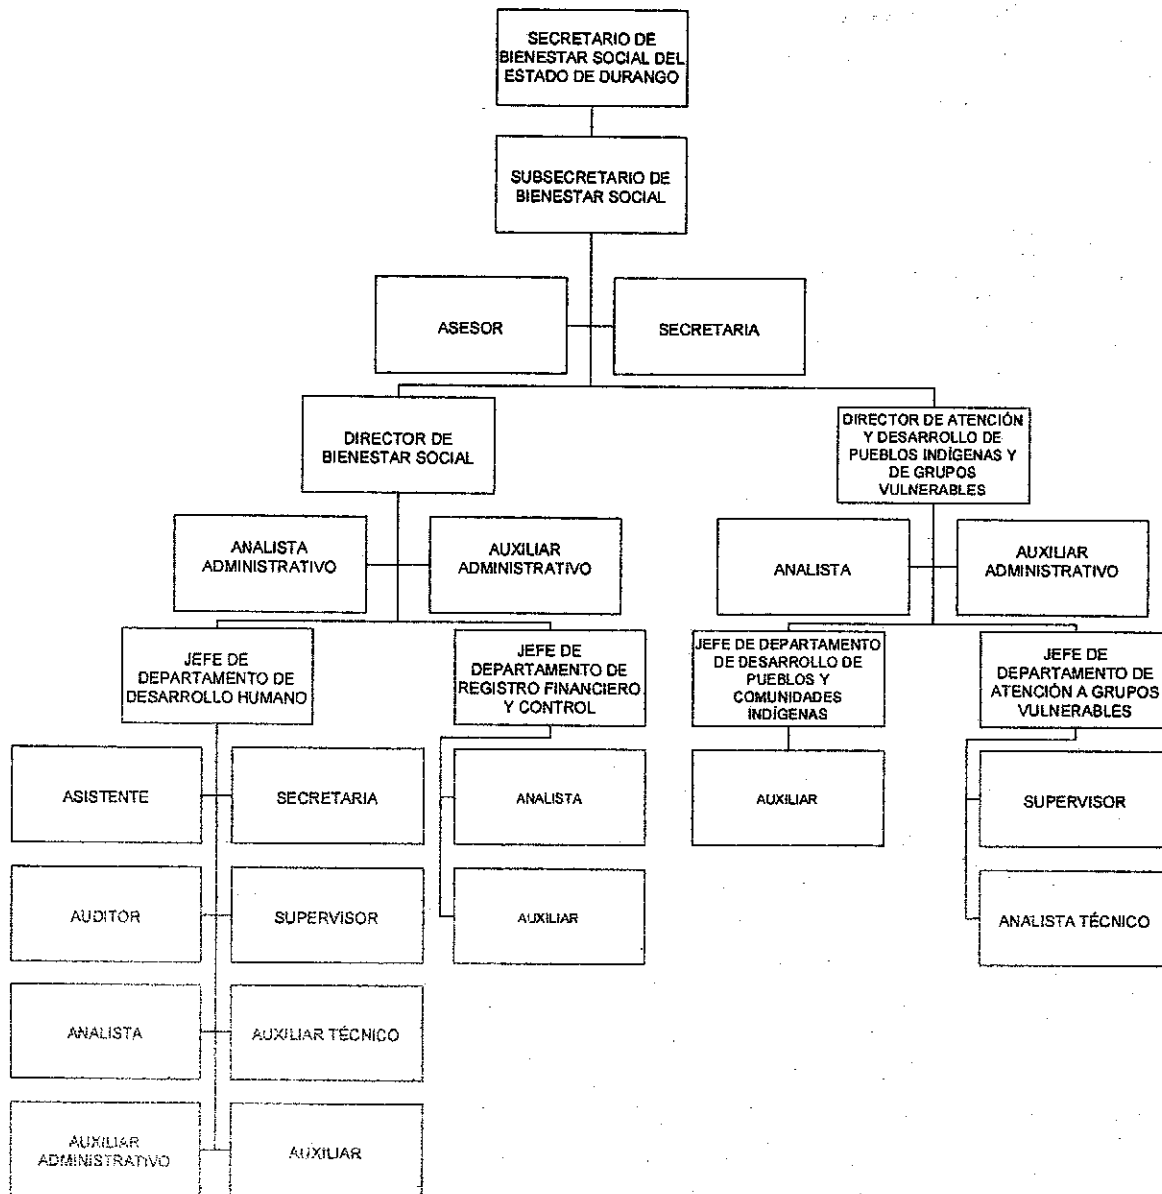 SECRETARIO DE
BIENESTAR SOCIAL DEL
ESTADO DE DURANGO
SUBSECRETARIO DE
BIENESTAR SOCIAL
ASESOR
SECRETARIA
DIRECTOR DE
BIENESTAR SOCIAL
DIRECTOR DE ATENCIÓN
Y DESARROLLO DE
PUEBLOS INDÍGENAS Y
DE GRUPOS
VULNERABLES
ANALISTA
ADMINISTRATIVO
AUXILIAR
ADMINISTRATIVO
ANALISTA
AUXILIAR
ADMINISTRATIVO
JEFE DE
DEPARTAMENTO DE
DESARROLLO HUMANO
JEFE DE
DEPARTAMENTO DE
REGISTRO FINANCIERO
Y CONTROL
JEFE DE DEPARTAMENTO
DE DESARROLLO DE
PUEBLOS Y
COMUNIDADES
INDÍGENAS
JEFE DE
DEPARTAMENTO DE
ATENCIÓN A GRUPOS
VULNERABLES
ASISTENTE
SECRETARIA
ANALISTA
AUXILIAR
SUPERVISOR
AUDITOR
SUPERVISOR
AUXILIAR
ANALISTA TÉCNICO
ANALISTA
AUXILIAR TÉCNICO
AUXILIAR
ADMINISTRATIVO
AUXILIAR